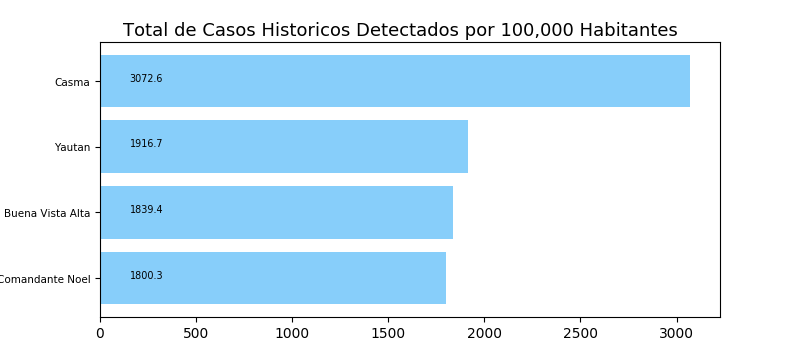 Total de Casos Historicos Detectados por 100,000 Habitantes
Casma 3072.6
Yautan 1916.7
Buena Vista Alta 1839.4
Comandante Noel 1800.3
0 500 1000 1500 2000 2500 3000